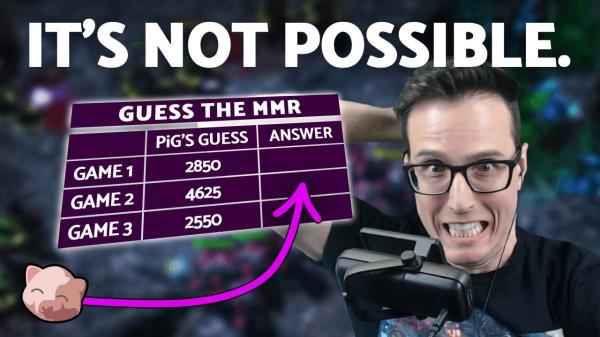 IT'S NOT POSSIBLE.
GUESS THE MMR
PiG'S GUESS ANSWER
GAME 1 2850
GAME 2 4625
GAME 3 2550